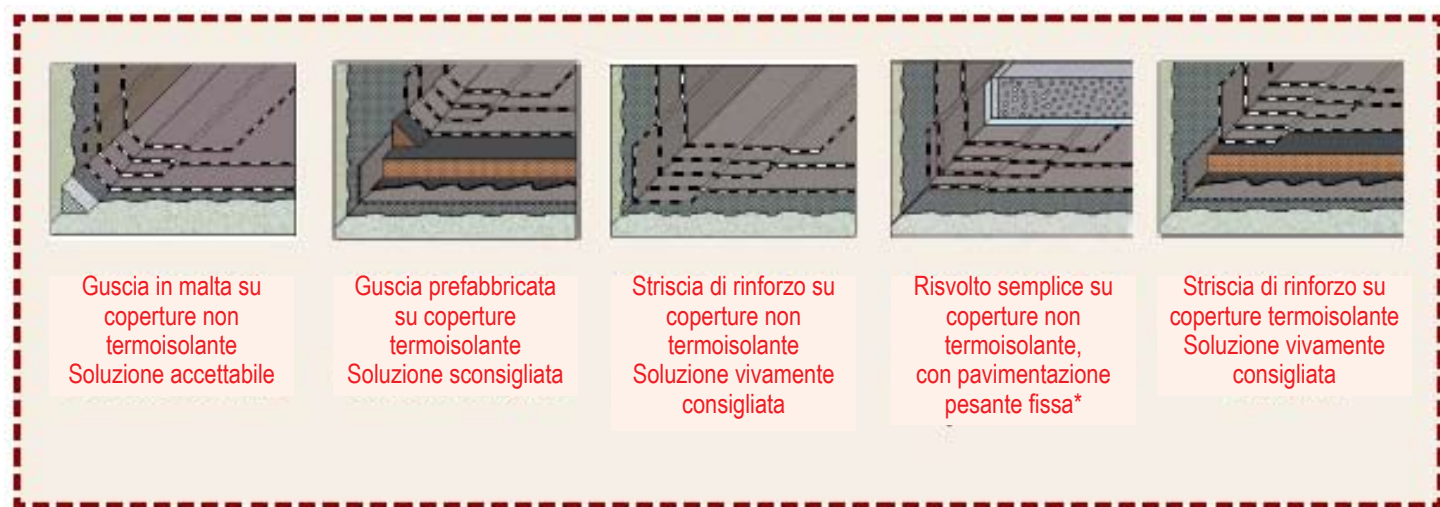 Guscia in malta su
coperture non
termoisolante
Soluzione accettabile
Guscia prefabbricata
su coperture
termoisolante
Soluzione sconsigliata
Striscia di rinforzo su
coperture non
termoisolante
Soluzione vivamente
consigliata
Risvolto semplice su
coperture non
termoisolante,
con pavimentazione
pesante fissa*
Striscia di rinforzo su
coperture termoisolante
Soluzione vivamente
consigliata